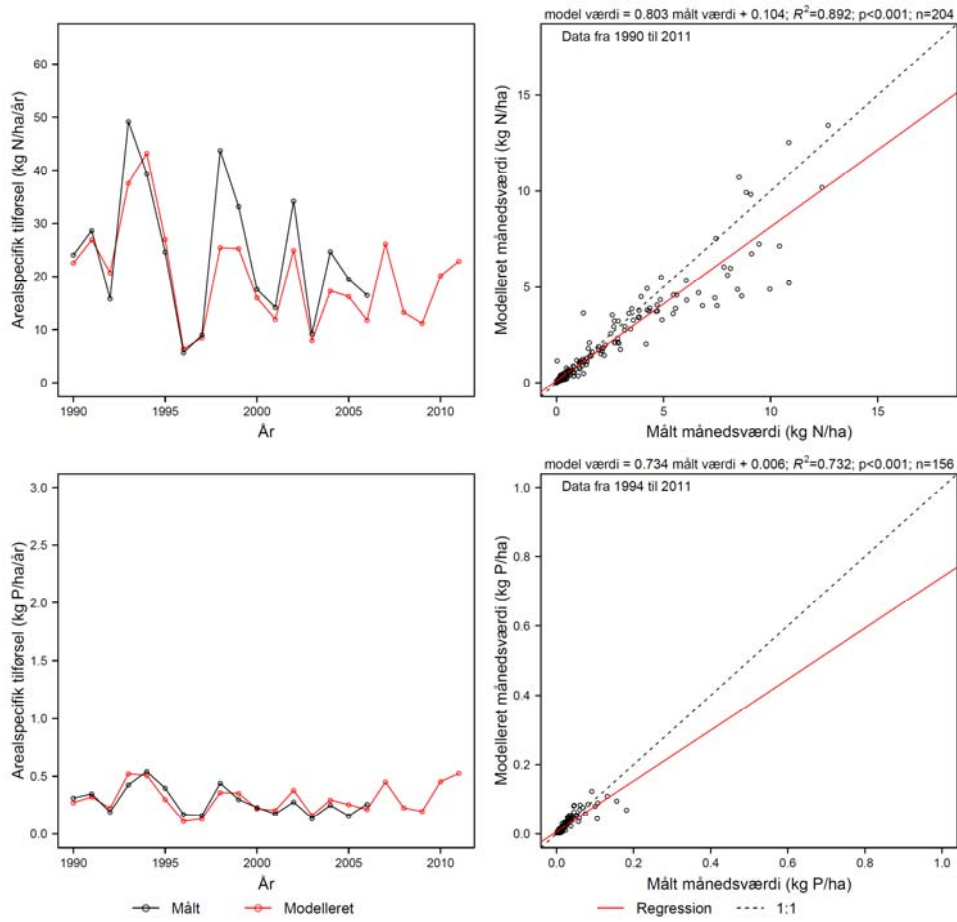 model værdi = 0.803 målt værdi + 0.104; R²=0.892; p<0.001; n=204
Data fra 1990 til 2011
Arealspecifik tilførsel (kg N/ha/år)
60
50
40
30
20
10
0
1990 1995 2000 2005 2010
År
Modelleret månedsværdi (kg N/ha)
15
10
5
0
0 5 10 15
Målt månedsværdi (kg N/ha)
model værdi = 0.734 målt værdi + 0.006; R²=0.732; p<0.001; n=156
Data fra 1994 til 2011
Arealspecifik tilførsel (kg P/ha/år)
3.0
2.5
2.0
1.5
1.0
0.5
0.0
1990 1995 2000 2005 2010
År
Modelleret månedsværdi (kg P/ha)
1.0
0.8
0.6
0.4
0.2
0.0
0.0 0.2 0.4 0.6 0.8 1.0
Målt månedsværdi (kg P/ha)
Målt Modelleret Regression 1:1